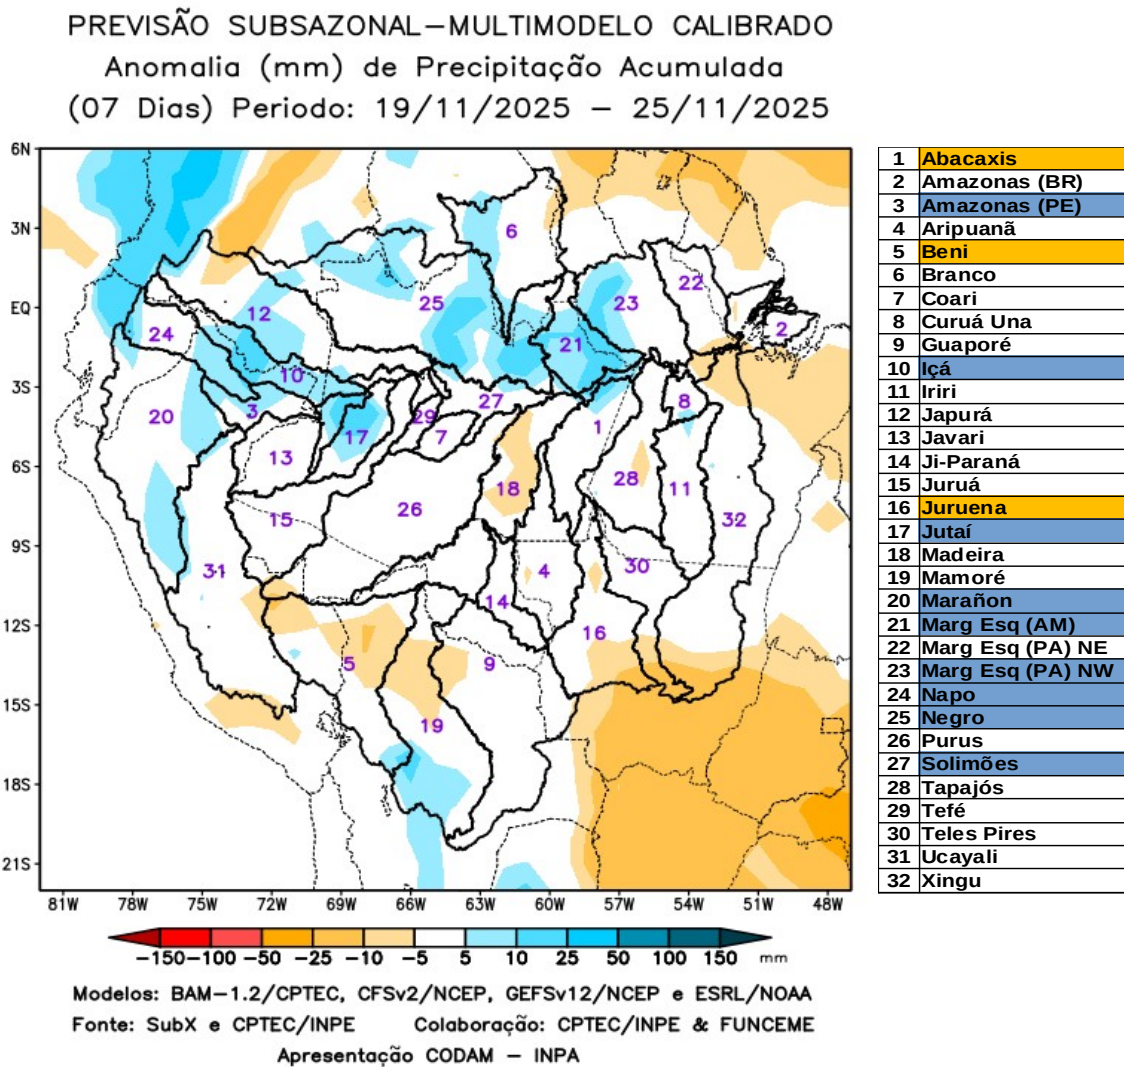 PREVISÃO SUBSAZONAL-MULTIMODELO CALIBRADO
Anomalia (mm) de Precipitação Acumulada
(07 Dias) Periodo: 19/11/2025 - 25/11/2025
6N
3N
EQ
3S
6S
9S
12S
15S
18S
21S
81W 78W 75W 72W 69W 66W 63W 60W 57W 54W 51W 48W
6
22
25
23
12
24
2
21
10
27
8
3
20
29
1
17
7
13
28
18
11
26
15
32
31
4
30
14
16
5
9
19
1 Abacaxis
2 Amazonas (BR)
3 Amazonas (PE)
4 Aripuanã
5 Beni
6 Branco
7 Coari
8 Curuá Una
9 Guaporé
10 Içá
11 Iriri
12 Japurá
13 Javari
14 Ji-Paraná
15 Juruá
16 Juruena
17 Jutaí
18 Madeira
19 Mamoré
20 Marañon
21 Marg Esq (AM)
22 Marg Esq (PA) NE
23 Marg Esq (PA) NW
24 Napo
25 Negro
26 Purus
27 Solimões
28 Tapajós
29 Tefé
30 Teles Pires
31 Ucayali
32 Xingu
-150 -100 -50 -25 -10 -5 5 10 25 50 100 150 mm
Modelos: BAM-1.2/CPTEC, CFSv2/NCEP, GEFSv12/NCEP e ESRL/NOAA
Fonte: SubX e CPTEC/INPE Colaboração: CPTEC/INPE & FUNCEME
Apresentação CODAM - INPA